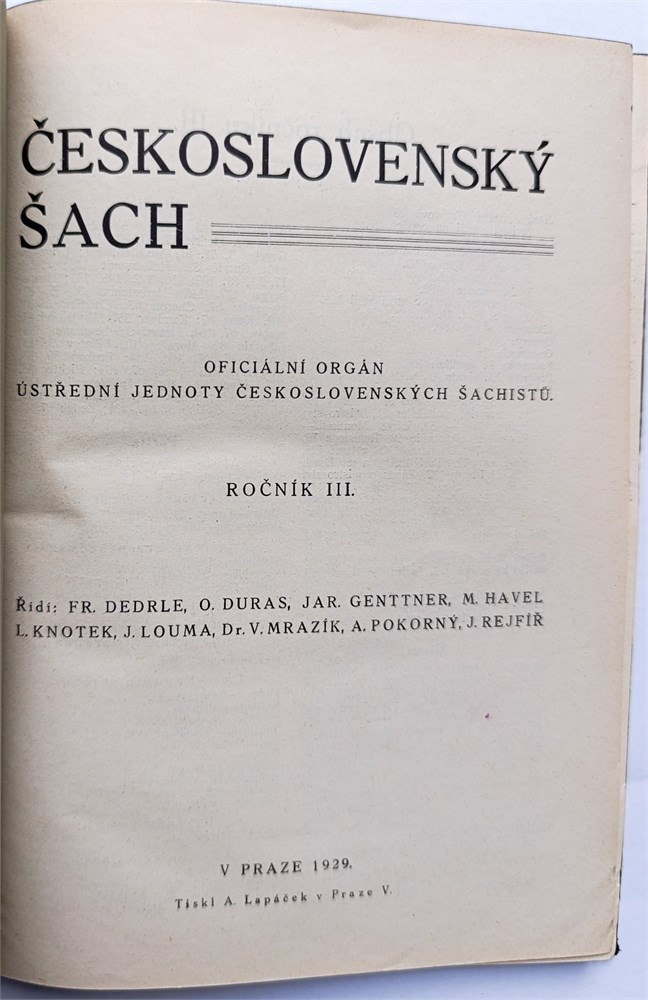 ČESKOSLOVENSKÝ
ŠACH
OFICIÁLNÍ ORGÁN
ÚSTŘEDNÍ JEDNOTY ČESKOSLOVENSKÝCH ŠACHISTŮ.
ROČNÍK III.
Řídí: FR. DEDRLE, O. DURAS, JAR. GENTTNER, M. HAVEL
L. KNOTEK, J. LOUMA, Dr. V. MRAZÍK, A. POKORNÝ, J. REJFÍŘ
V PRAZE 1929.
Tiskl A. Lapáček v Praze V.